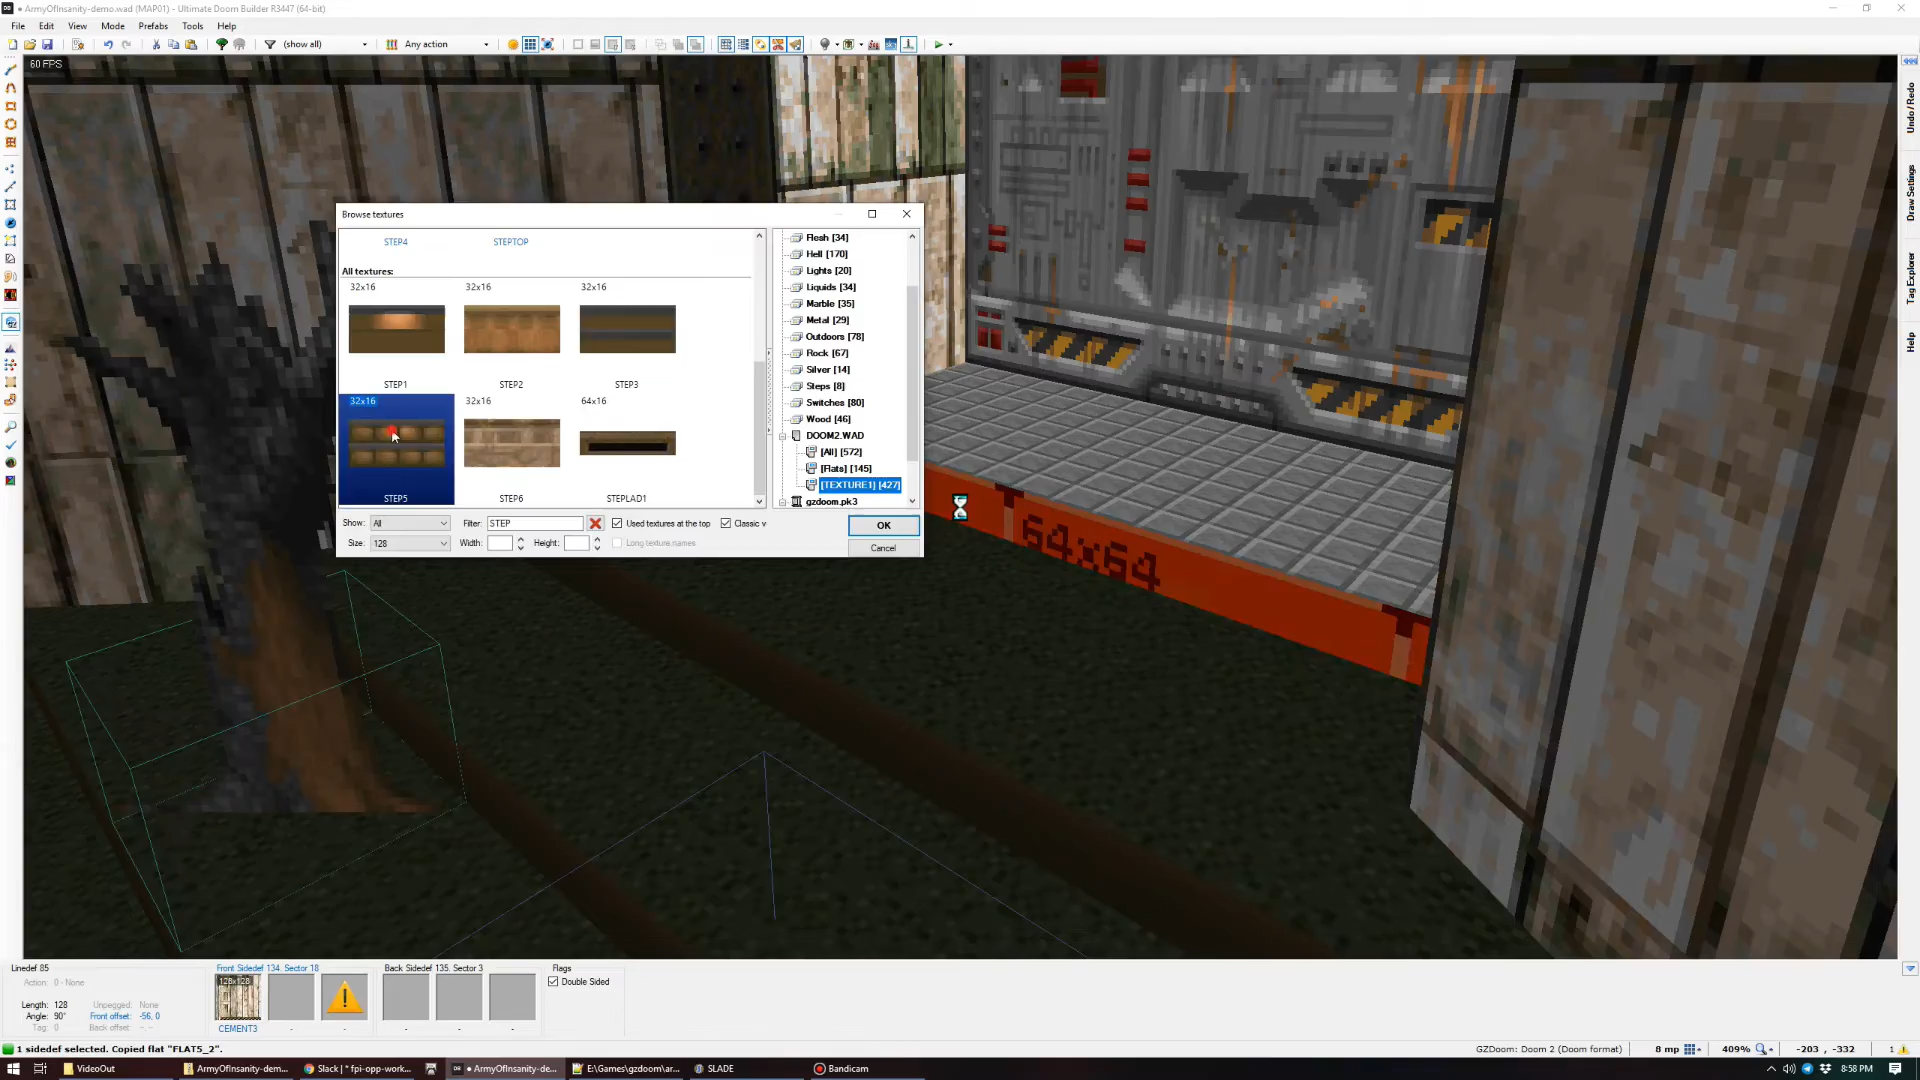 ArmyOfInsanity-demo.wad (MAP01) - Ultimate Doom Builder R3447 (64-bit)
File Edit View Mode Prefabs Tools Help
(show all) Any action
60 FPS
Undo / Redo
Draw Settings
Tag Explorer
Help
Browse textures
STEP4 STEPTOP
All textures:
32x16 32x16 32x16
STEP1 STEP2 STEP3
32x16 32x16 64x16
STEP5 STEP6 STEPLAD1
Flesh [34]
Hell [170]
Lights [20]
Liquids [34]
Marble [35]
Metal [29]
Outdoors [78]
Rock [67]
Silver [14]
Steps [8]
Switches [80]
Wood [46]
DOOM2.WAD
[All] [572]
[Flats] [145]
[TEXTURE1] [427]
gzdoom.pk3
Show: All Filter: STEP Used textures at the top Classic v
Size: 128 Width: Height: Long texture names
OK
Cancel
64x64
Linedef 85
Action: 0 - None
Length: 128 Unpegged: None
Angle: 90° Front offset: -56, 0
Tag: 0 Back offset: -, -
Front Sidedef 134. Sector 18
128x128
CEMENT3 - -
Back Sidedef 135. Sector 3
- - -
Flags
Double Sided
1 sidedef selected. Copied flat "FLAT5_2".
GZDoom: Doom 2 (Doom format) 8 mp 409% -203 , -332 1
VideoOut ArmyOfInsanity-dem... Slack | * fpi-opp-work... ArmyOfInsanity-de... E:\Games\gzdoom\ar... SLADE Bandicam
8:58 PM